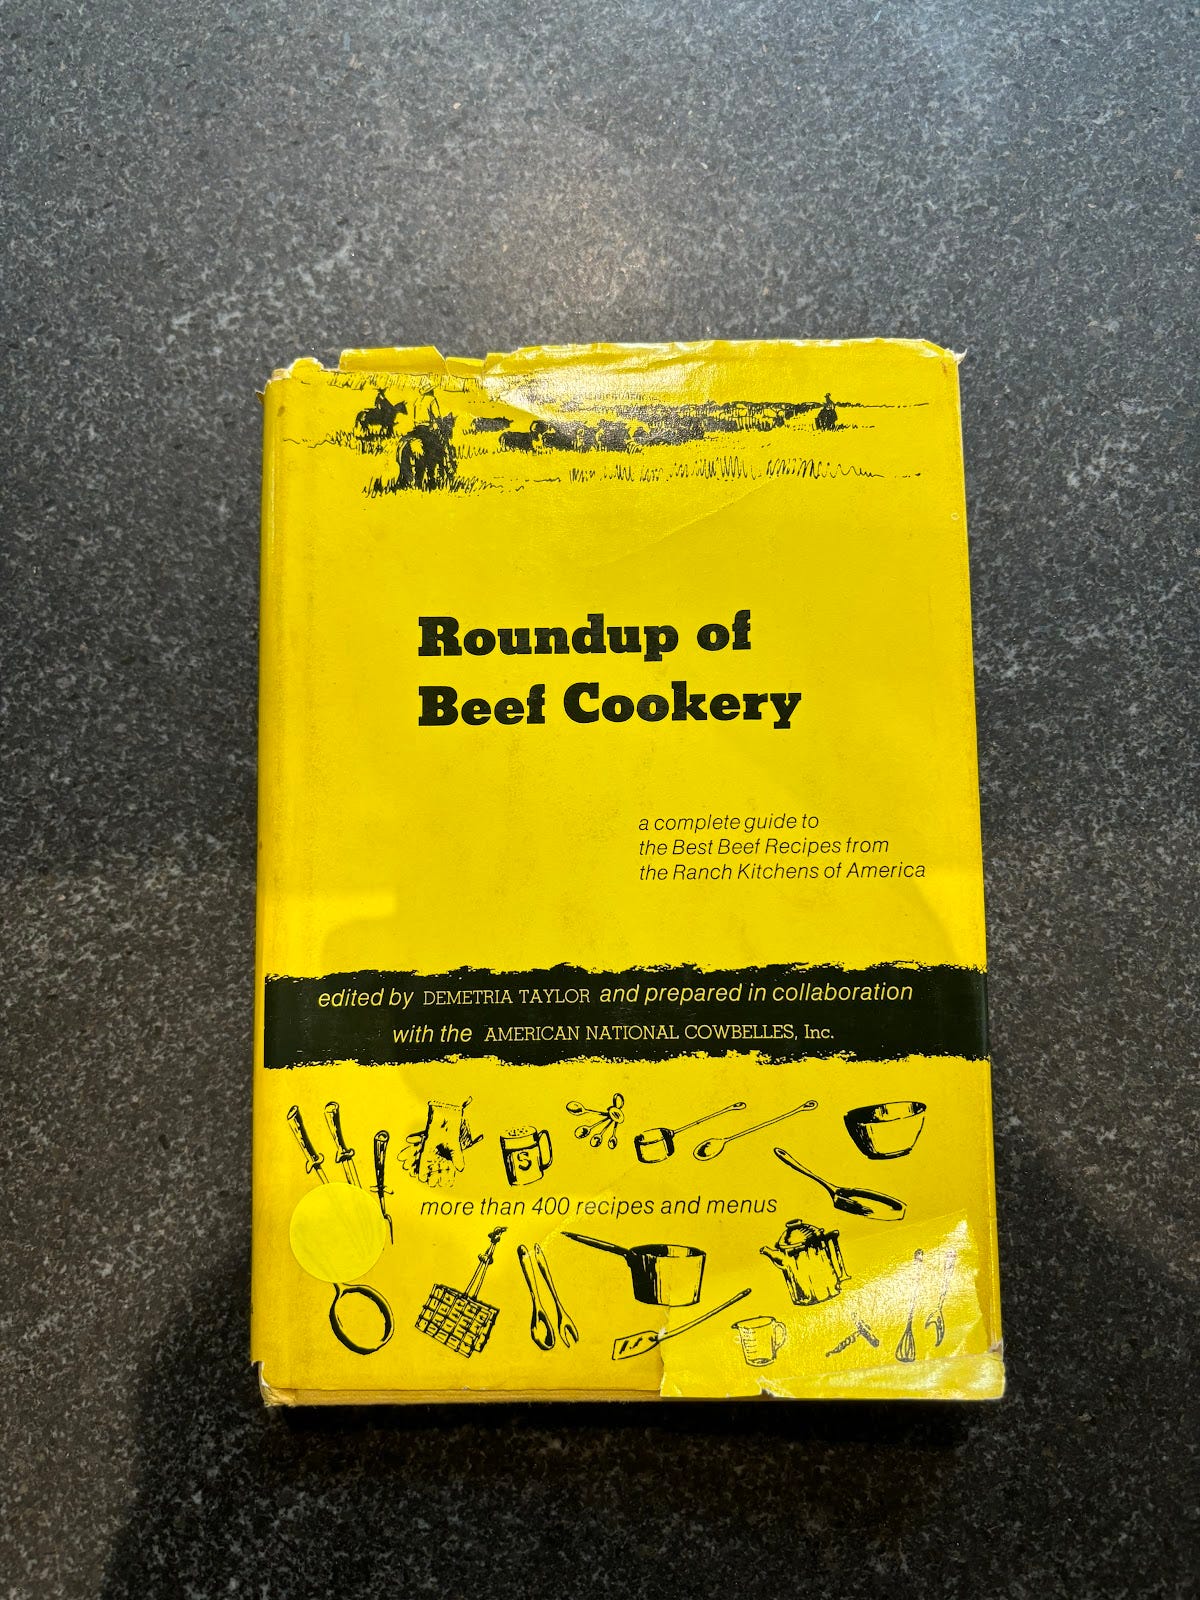 Roundup of
Beef Cookery
a complete guide to
the Best Beef Recipes from
the Ranch Kitchens of America
edited by DEMETRIA TAYLOR and prepared in collaboration
with the AMERICAN NATIONAL COWBELLES, Inc.
S
more than 400 recipes and menus